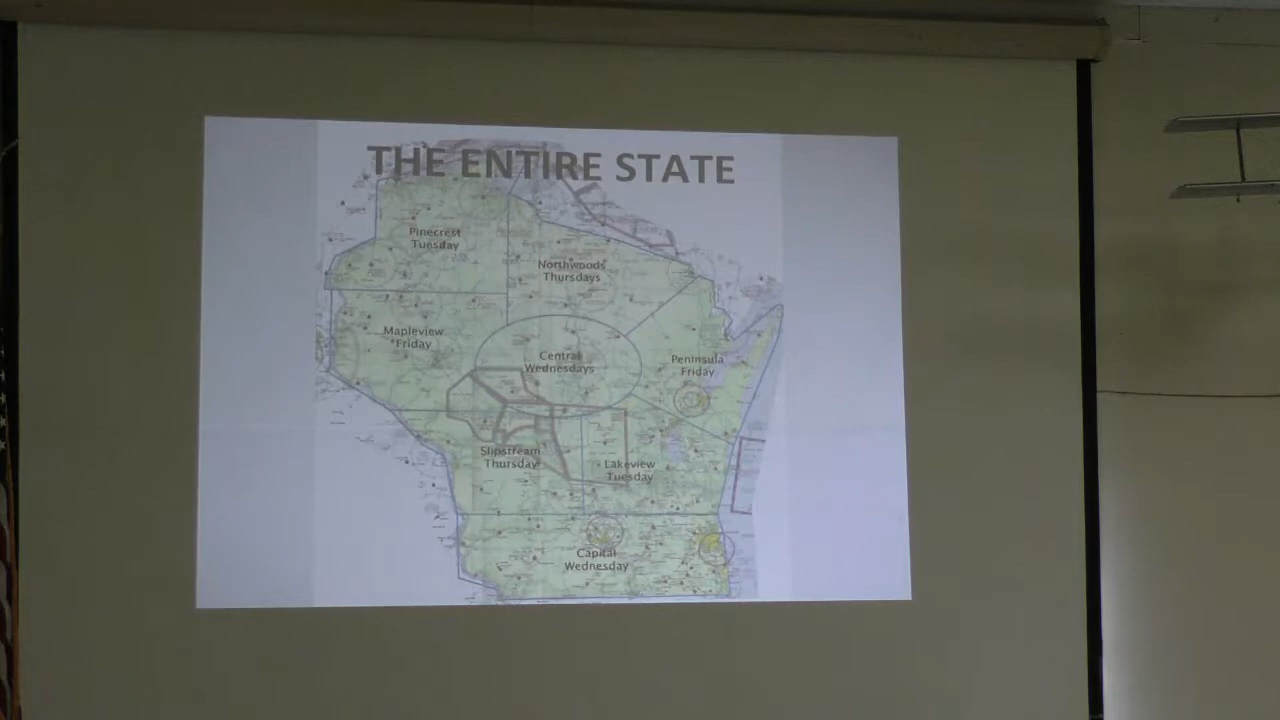 THE ENTIRE STATE
Pinecrest
Tuesday
Northwoods
Thursdays
Mapleview
Friday
Central
Wednesdays
Peninsula
Friday
Slipstream
Thursday
Lakeview
Tuesday
Capital
Wednesday